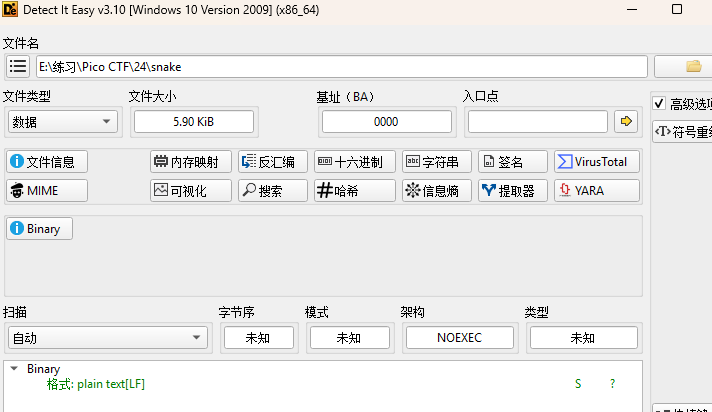 Detect It Easy v3.10 [Windows 10 Version 2009] (x86_64)
文件名
E:\练习\Pico CTF\24\snake
文件类型 文件大小 基址（BA） 入口点
数据 5.90 KiB 0000
高级选项
文件信息 内存映射 反汇编 十六进制 字符串 签名 VirusTotal
符号重编
MIME 可视化 搜索 哈希 信息熵 提取器 YARA
Binary
扫描 字节序 模式 架构 类型
自动 未知 未知 NOEXEC 未知
Binary
格式: plain text[LF] S ?